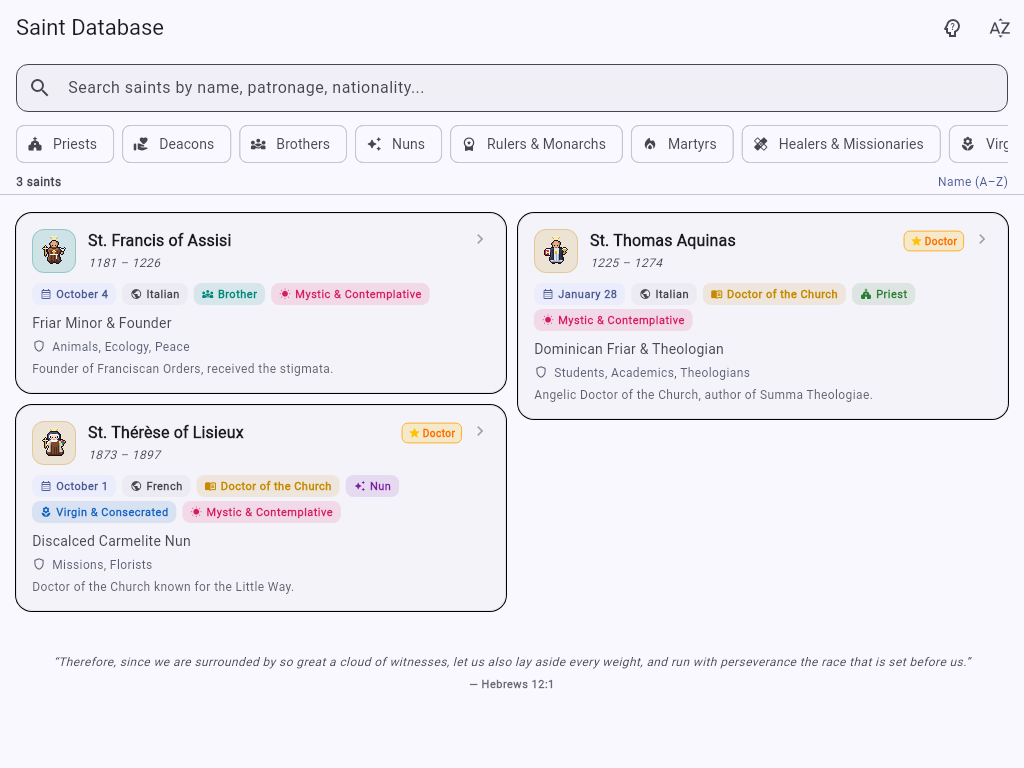 Saint Database
AZ
Search saints by name, patronage, nationality...
Priests
Deacons
Brothers
Nuns
Rulers & Monarchs
Martyrs
Healers & Missionaries
Virg
3 saints
Name (A–Z)
St. Francis of Assisi
1181 – 1226
October 4
Italian
Brother
Mystic & Contemplative
Friar Minor & Founder
Animals, Ecology, Peace
Founder of Franciscan Orders, received the stigmata.
St. Thomas Aquinas
Doctor
1225 – 1274
January 28
Italian
Doctor of the Church
Priest
Mystic & Contemplative
Dominican Friar & Theologian
Students, Academics, Theologians
Angelic Doctor of the Church, author of Summa Theologiae.
St. Thérèse of Lisieux
Doctor
1873 – 1897
October 1
French
Doctor of the Church
Nun
Virgin & Consecrated
Mystic & Contemplative
Discalced Carmelite Nun
Missions, Florists
Doctor of the Church known for the Little Way.
“Therefore, since we are surrounded by so great a cloud of witnesses, let us also lay aside every weight, and run with perseverance the race that is set before us.”
— Hebrews 12:1